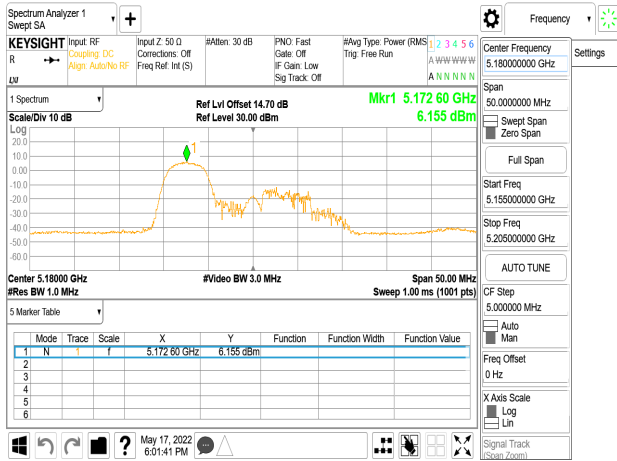 Spectrum Analyzer 1
Swept SA
Frequency
Settings
KEYSIGHT
R
LXI
Input: RF
Coupling: DC
Align: Auto/No RF
Input Z: 50 Ω
Corrections: Off
Freq Ref: Int (S)
#Atten: 30 dB
PNO: Fast
Gate: Off
IF Gain: Low
Sig Track: Off
#Avg Type: Power (RMS
Trig: Free Run
1 2 3 4 5 6
A W W W W W
A N N N N N
1 Spectrum
Scale/Div 10 dB
Ref Lvl Offset 14.70 dB
Ref Level 30.00 dBm
Mkr1 5.172 60 GHz
6.155 dBm
Log
20.0
10.0
0.00
-10.0
-20.0
-30.0
-40.0
-50.0
-60.0
1
Center 5.18000 GHz
#Res BW 1.0 MHz
#Video BW 3.0 MHz
Span 50.00 MHz
Sweep 1.00 ms (1001 pts)
5 Marker Table
Mode Trace Scale X Y Function Function Width Function Value
1 N 1 f 5.172 60 GHz 6.155 dBm
2
3
4
5
6
May 17, 2022
6:01:41 PM
?
Center Frequency
5.180000000 GHz
Span
50.0000000 MHz
Swept Span
Zero Span
Full Span
Start Freq
5.155000000 GHz
Stop Freq
5.205000000 GHz
AUTO TUNE
CF Step
5.000000 MHz
Auto
Man
Freq Offset
0 Hz
X Axis Scale
Log
Lin
Signal Track
(Span Zoom)